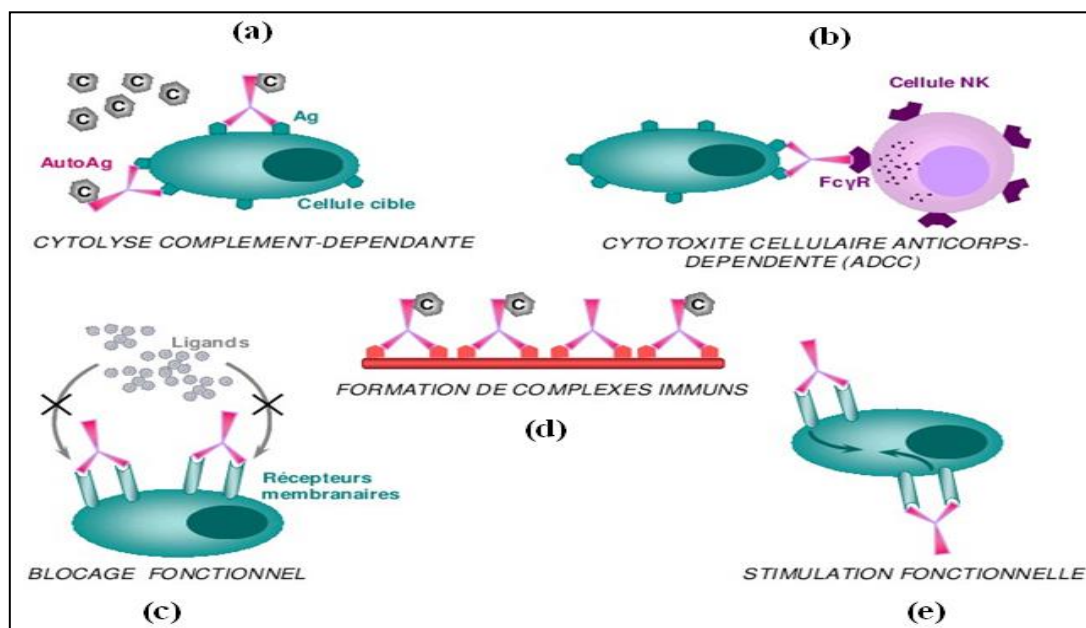 (a)
C
C
C
C
C
C
Ag
AutoAg
C
Cellule cible
CYTOLYSE COMPLEMENT-DEPENDANTE
(b)
Cellule NK
FcγR
CYTOTOXITE CELLULAIRE ANTICORPS-
DEPENDENTE (ADCC)
Ligands
Récepteurs
membranaires
BLOCAGE FONCTIONNEL
(c)
C
C
C
FORMATION DE COMPLEXES IMMUNS
(d)
STIMULATION FONCTIONNELLE
(e)